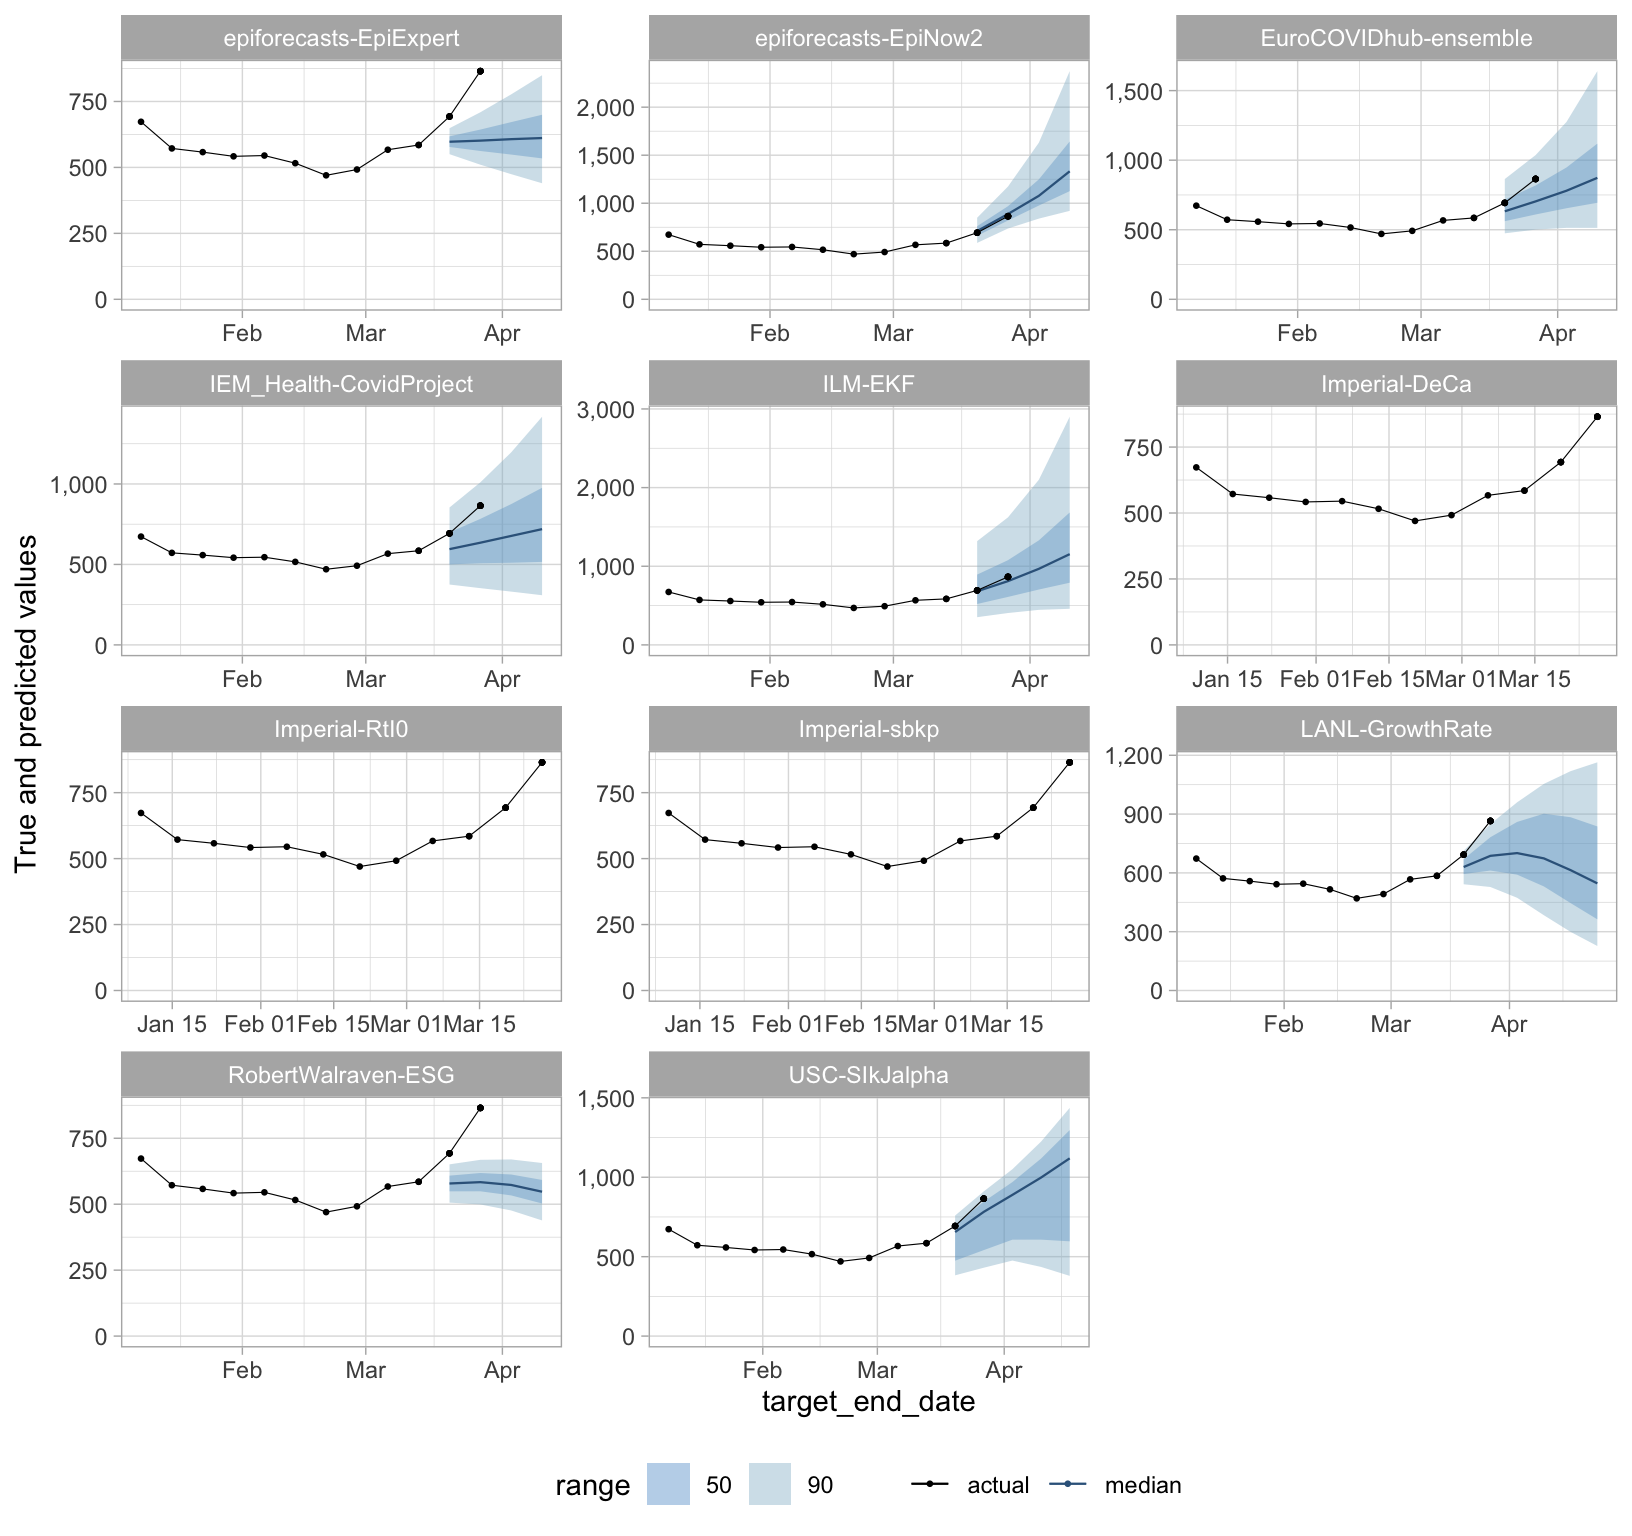 epiforecasts-EpiExpert
epiforecasts-EpiNow2
EuroCOVIDhub-ensemble
750
500
250
0
Feb Mar Apr
2,000
1,500
1,000
500
0
Feb Mar Apr
1,500
1,000
500
0
Feb Mar Apr
IEM_Health-CovidProject
ILM-EKF
Imperial-DeCa
1,000
500
0
Feb Mar Apr
3,000
2,000
1,000
0
Feb Mar Apr
750
500
250
0
Jan 15 Feb 01 Feb 15 Mar 01 Mar 15
True and predicted values
Imperial-RtI0
Imperial-sbkp
LANL-GrowthRate
750
500
250
0
Jan 15 Feb 01 Feb 15 Mar 01 Mar 15
750
500
250
0
Jan 15 Feb 01 Feb 15 Mar 01 Mar 15
1,200
900
600
300
0
Feb Mar Apr
RobertWalraven-ESG
USC-SIkJalpha
750
500
250
0
Feb Mar Apr
1,500
1,000
500
0
Feb Mar Apr
target_end_date
range 50 90 actual median